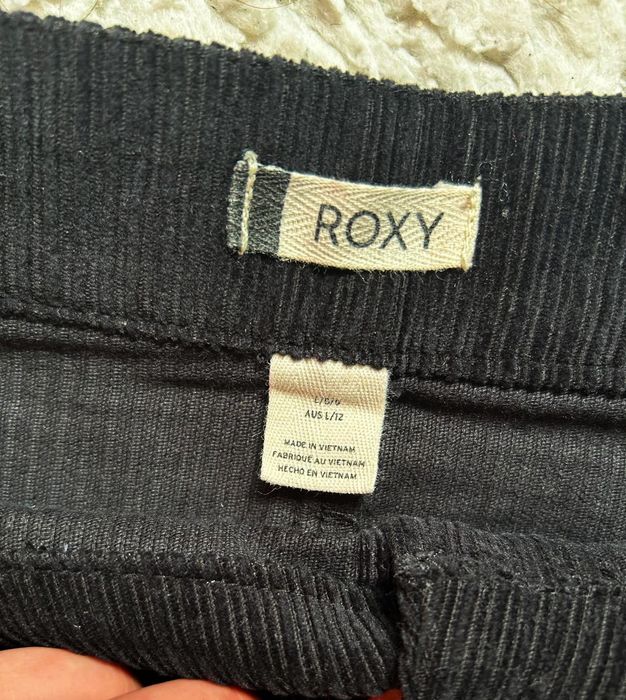 ROXY
L/G/G
AUS L/12
MADE IN VIETNAM
FABRIQUÉ AU VIETNAM
HECHO EN VIETNAM